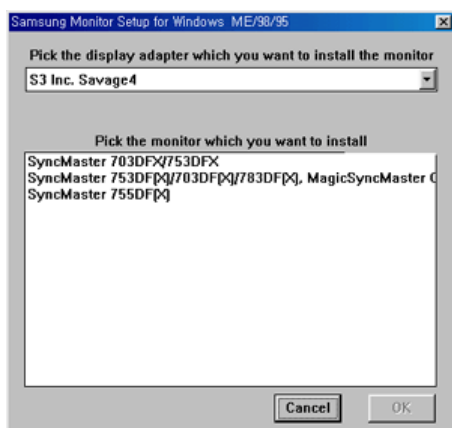 Samsung Monitor Setup for Windows ME/98/95
Pick the display adapter which you want to install the monitor
S3 Inc. Savage4
Pick the monitor which you want to install
SyncMaster 703DFX/753DFX
SyncMaster 753DF[X]/703DF[X]/783DF[X], MagicSyncMaster
SyncMaster 755DF[X]
Cancel
OK